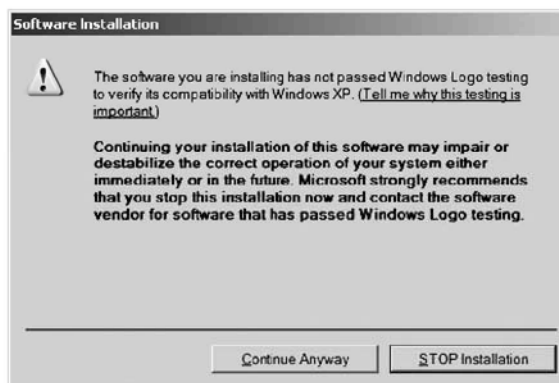 Software Installation
The software you are installing has not passed Windows Logo testing
to verify its compatibility with Windows XP. (Tell me why this testing is
important.)
Continuing your installation of this software may impair or
destabilize the correct operation of your system either
immediately or in the future. Microsoft strongly recommends
that you stop this installation now and contact the software
vendor for software that has passed Windows Logo testing.
Continue Anyway
STOP Installation